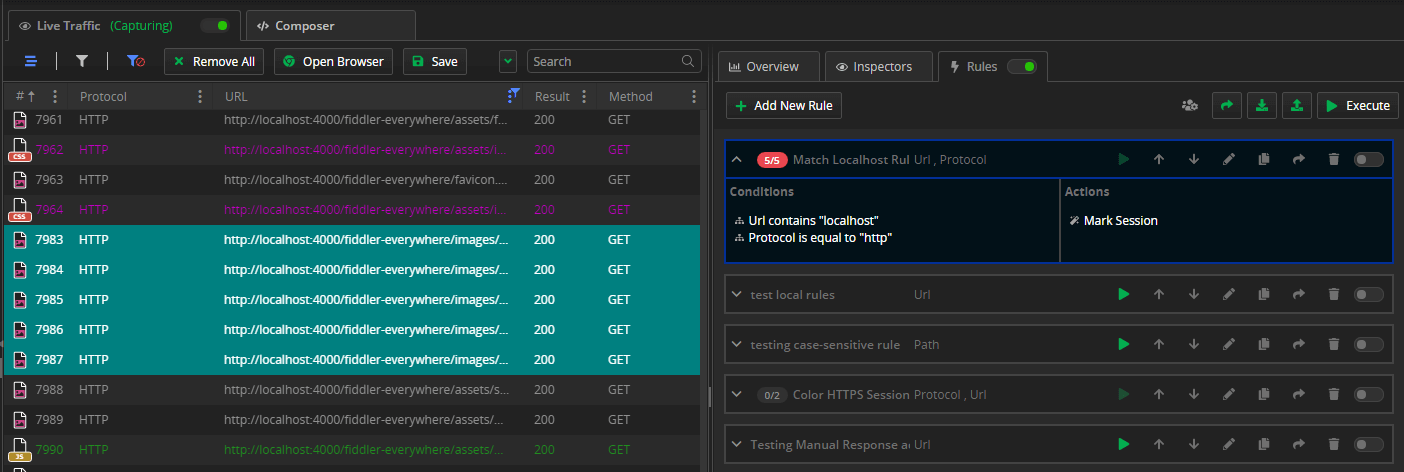 Live Traffic (Capturing)
Composer
Remove All
Open Browser
Save
Search
# Protocol URL Result Method
7961 HTTP http://localhost:4000/fiddler-everywhere/assets/f... 200 GET
CSS
7962 HTTP http://localhost:4000/fiddler-everywhere/assets/i... 200 GET
7963 HTTP http://localhost:4000/fiddler-everywhere/favicon.... 200 GET
CSS
7964 HTTP http://localhost:4000/fiddler-everywhere/assets/i... 200 GET
7983 HTTP http://localhost:4000/fiddler-everywhere/images/... 200 GET
7984 HTTP http://localhost:4000/fiddler-everywhere/images/... 200 GET
7985 HTTP http://localhost:4000/fiddler-everywhere/images/... 200 GET
7986 HTTP http://localhost:4000/fiddler-everywhere/images/... 200 GET
7987 HTTP http://localhost:4000/fiddler-everywhere/images/... 200 GET
7988 HTTP http://localhost:4000/fiddler-everywhere/assets/s... 200 GET
7989 HTTP http://localhost:4000/fiddler-everywhere/assets/... 200 GET
JS
7990 HTTP http://localhost:4000/fiddler-everywhere/assets/... 200 GET
Overview
Inspectors
Rules
Add New Rule
Execute
5/5 Match Localhost Rul Url , Protocol
Conditions
Url contains "localhost"
Protocol is equal to "http"
Actions
Mark Session
test local rules Url
testing case-sensitive rule Path
0/2 Color HTTPS Session Protocol , Url
Testing Manual Response ac Url